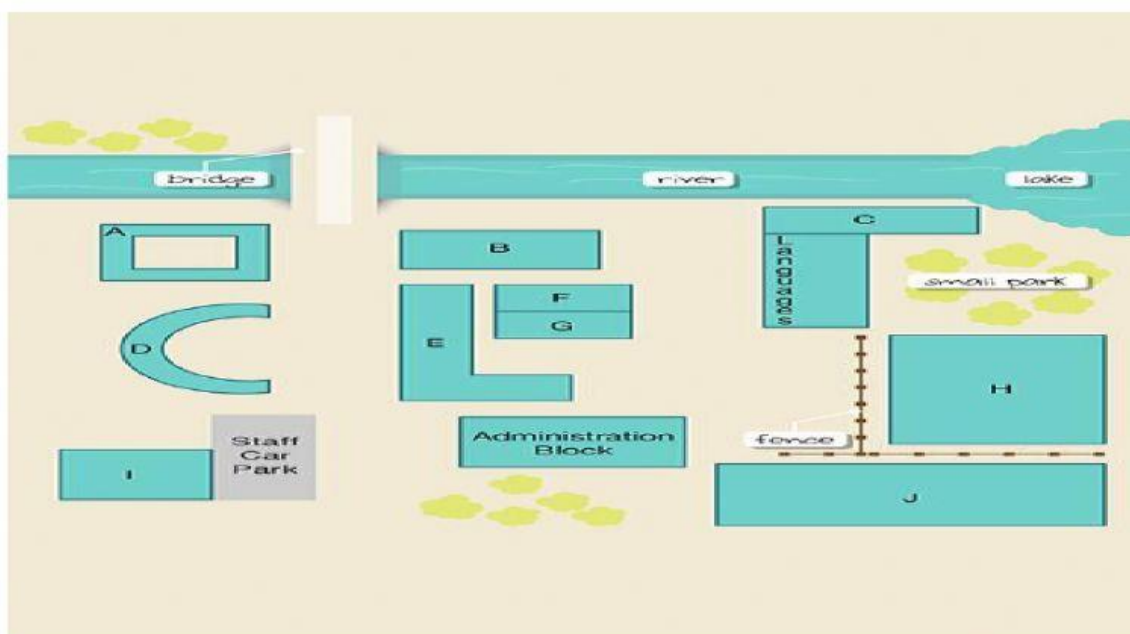 bridge
river
lake
A
B
C
Languages
small park
F
G
D
E
H
Staff
Car
Park
Administration
Block
fence
I
J